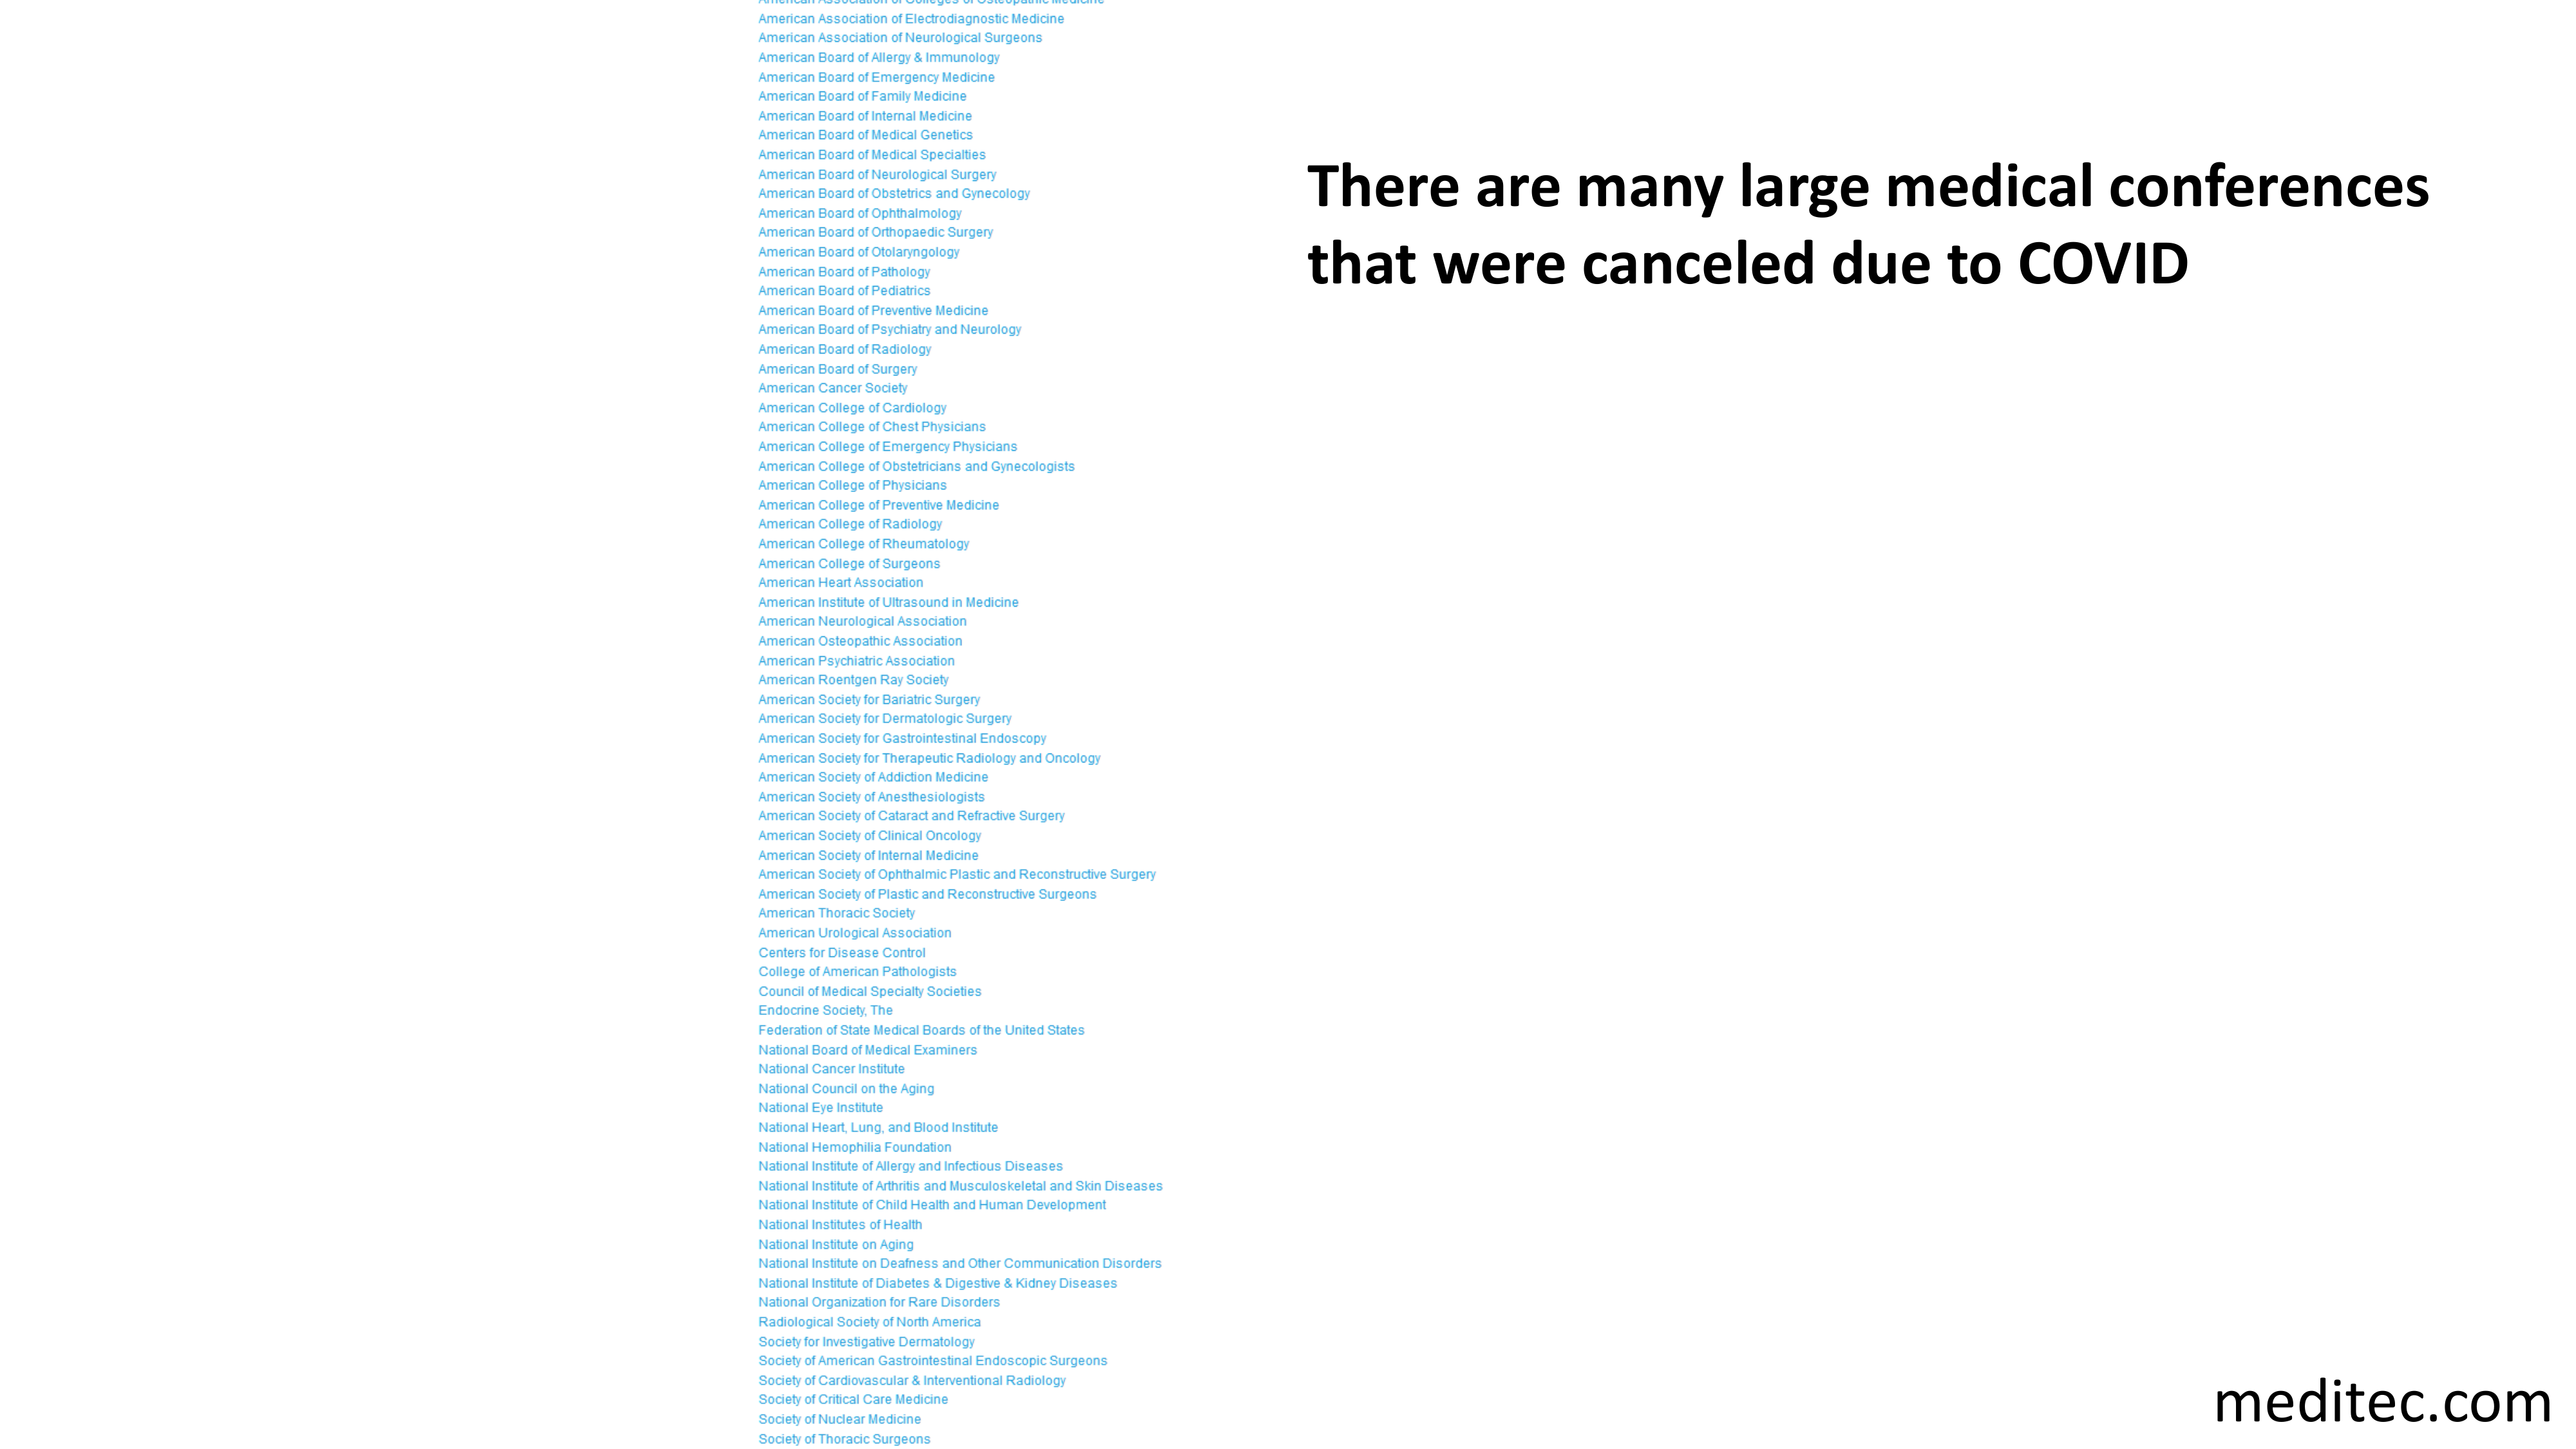 American Association of Colleges of Osteopathic Medicine
American Association of Electrodiagnostic Medicine
American Association of Neurological Surgeons
American Board of Allergy & Immunology
American Board of Emergency Medicine
American Board of Family Medicine
American Board of Internal Medicine
American Board of Medical Genetics
American Board of Medical Specialties
American Board of Neurological Surgery
American Board of Obstetrics and Gynecology
American Board of Ophthalmology
American Board of Orthopaedic Surgery
American Board of Otolaryngology
American Board of Pathology
American Board of Pediatrics
American Board of Preventive Medicine
American Board of Psychiatry and Neurology
American Board of Radiology
American Board of Surgery
American Cancer Society
American College of Cardiology
American College of Chest Physicians
American College of Emergency Physicians
American College of Obstetricians and Gynecologists
American College of Physicians
American College of Preventive Medicine
American College of Radiology
American College of Rheumatology
American College of Surgeons
American Heart Association
American Institute of Ultrasound in Medicine
American Neurological Association
American Osteopathic Association
American Psychiatric Association
American Roentgen Ray Society
American Society for Bariatric Surgery
American Society for Dermatologic Surgery
American Society for Gastrointestinal Endoscopy
American Society for Therapeutic Radiology and Oncology
American Society of Addiction Medicine
American Society of Anesthesiologists
American Society of Cataract and Refractive Surgery
American Society of Clinical Oncology
American Society of Internal Medicine
American Society of Ophthalmic Plastic and Reconstructive Surgery
American Society of Plastic and Reconstructive Surgeons
American Thoracic Society
American Urological Association
Centers for Disease Control
College of American Pathologists
Council of Medical Specialty Societies
Endocrine Society, The
Federation of State Medical Boards of the United States
National Board of Medical Examiners
National Cancer Institute
National Council on the Aging
National Eye Institute
National Heart, Lung, and Blood Institute
National Hemophilia Foundation
National Institute of Allergy and Infectious Diseases
National Institute of Arthritis and Musculoskeletal and Skin Diseases
National Institute of Child Health and Human Development
National Institutes of Health
National Institute on Aging
National Institute on Deafness and Other Communication Disorders
National Institute of Diabetes & Digestive & Kidney Diseases
National Organization for Rare Disorders
Radiological Society of North America
Society for Investigative Dermatology
Society of American Gastrointestinal Endoscopic Surgeons
Society of Cardiovascular & Interventional Radiology
Society of Critical Care Medicine
Society of Nuclear Medicine
Society of Thoracic Surgeons
There are many large medical conferences
that were canceled due to COVID
meditec.com